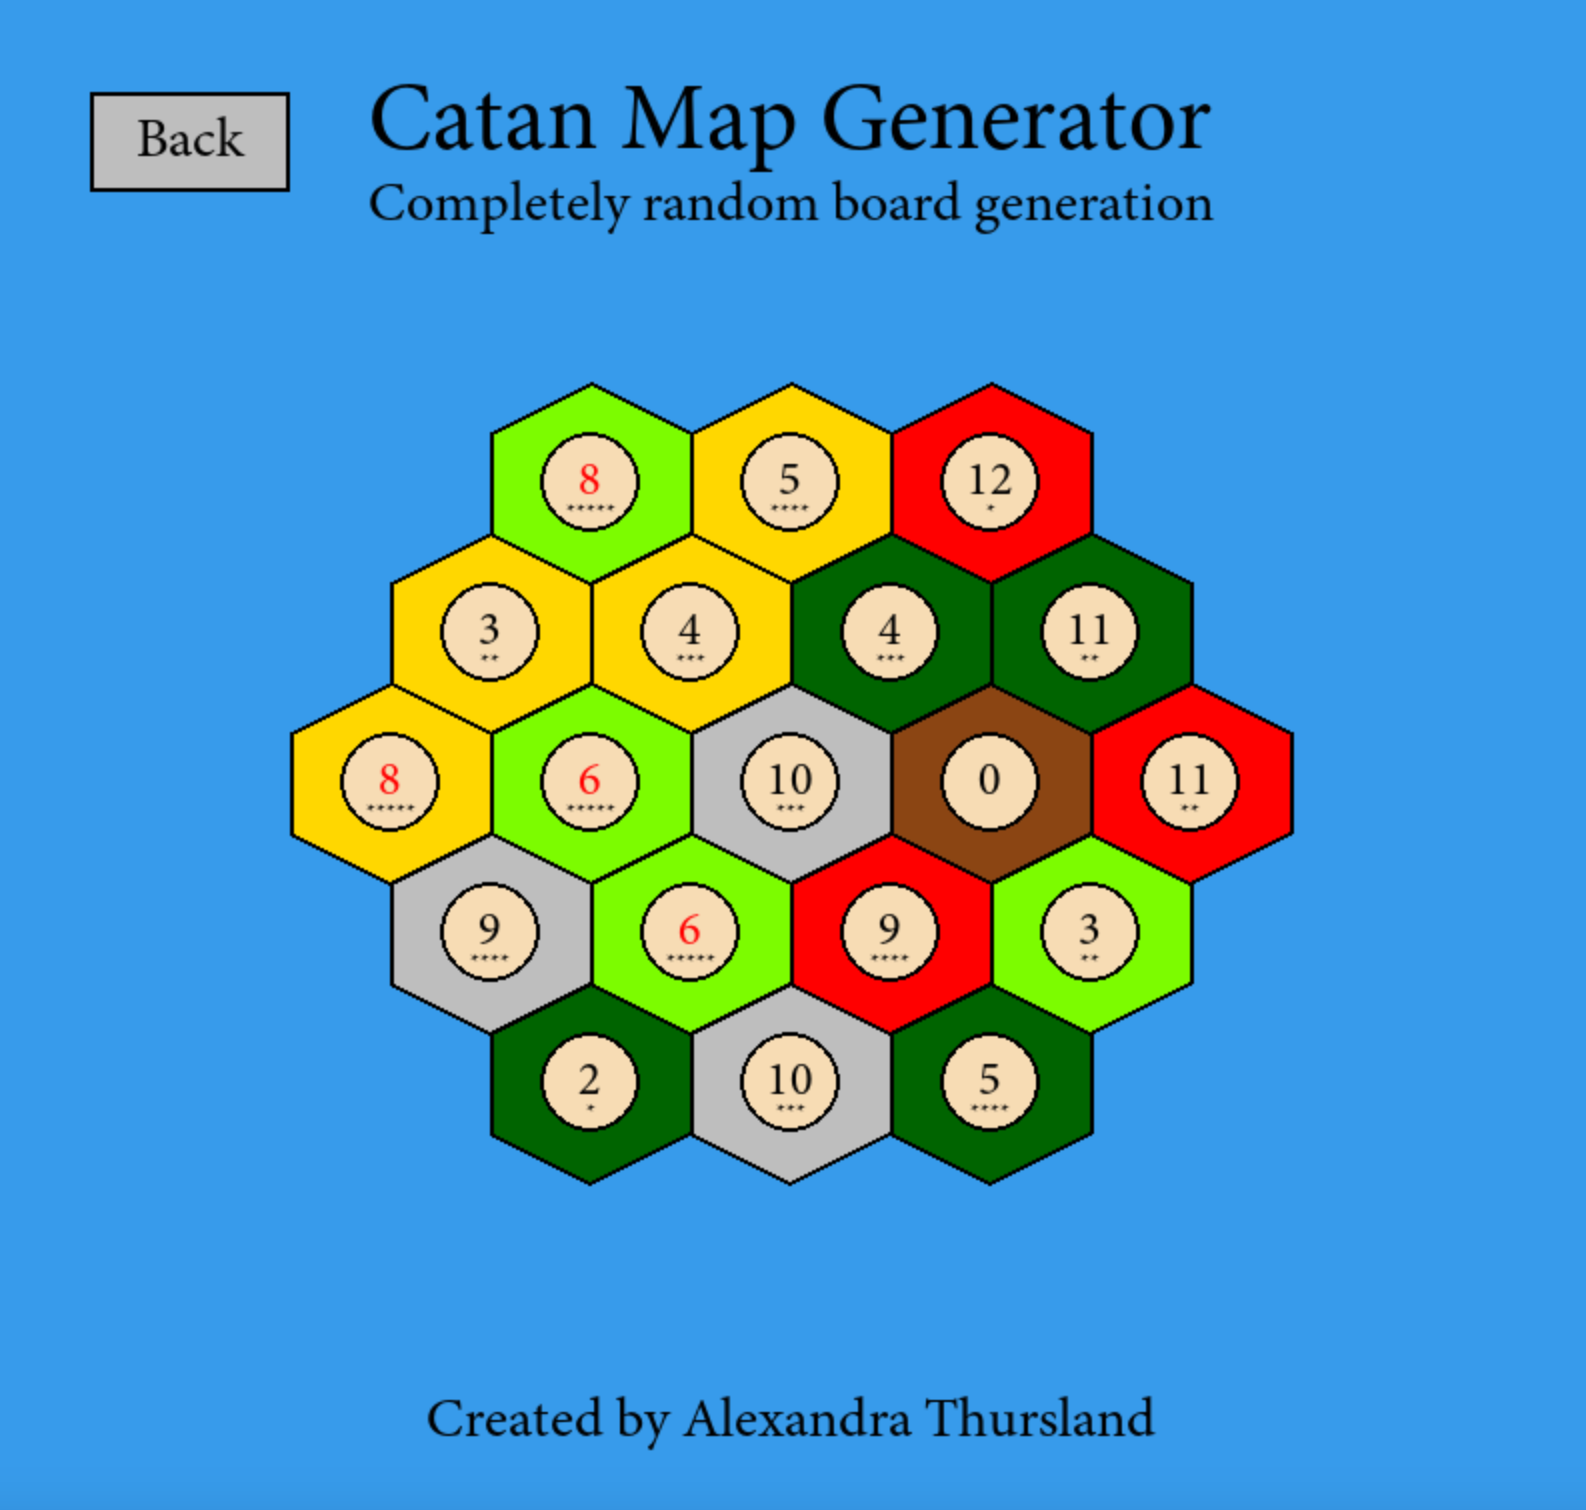 Back
Catan Map Generator
Completely random board generation
8 5 12
***** **** *
3 4 4 11
** *** *** **
8 6 10 0 11
***** ***** *** **
9 6 9 3
**** ***** **** **
2 10 5
* *** ****
Created by Alexandra Thursland